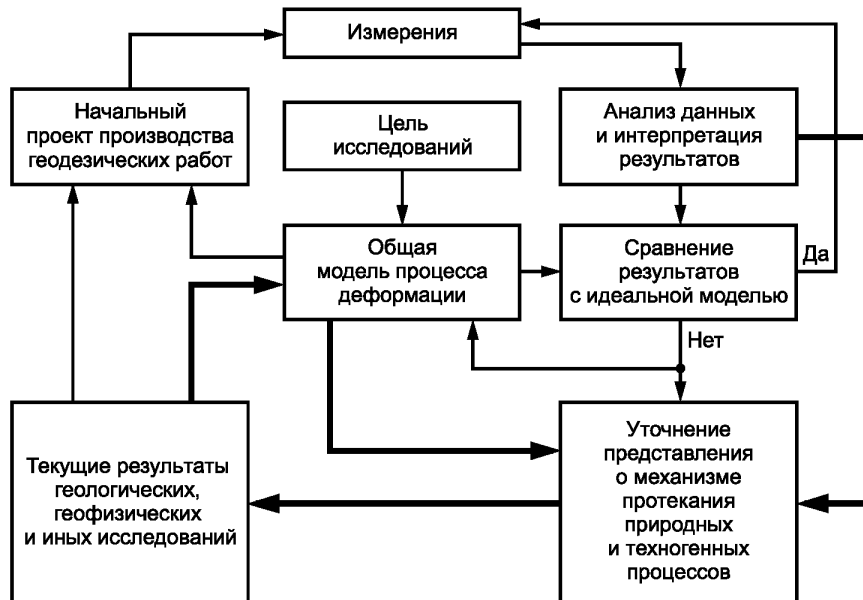 Измерения
Начальный
проект производства
геодезических работ
Цель
исследований
Анализ данных
и интерпретация
результатов
Общая
модель процесса
деформации
Сравнение
результатов
с идеальной моделью
Да
Нет
Текущие результаты
геологических,
геофизических
и иных исследований
Уточнение
представления
о механизме
протекания
природных
и техногенных
процессов